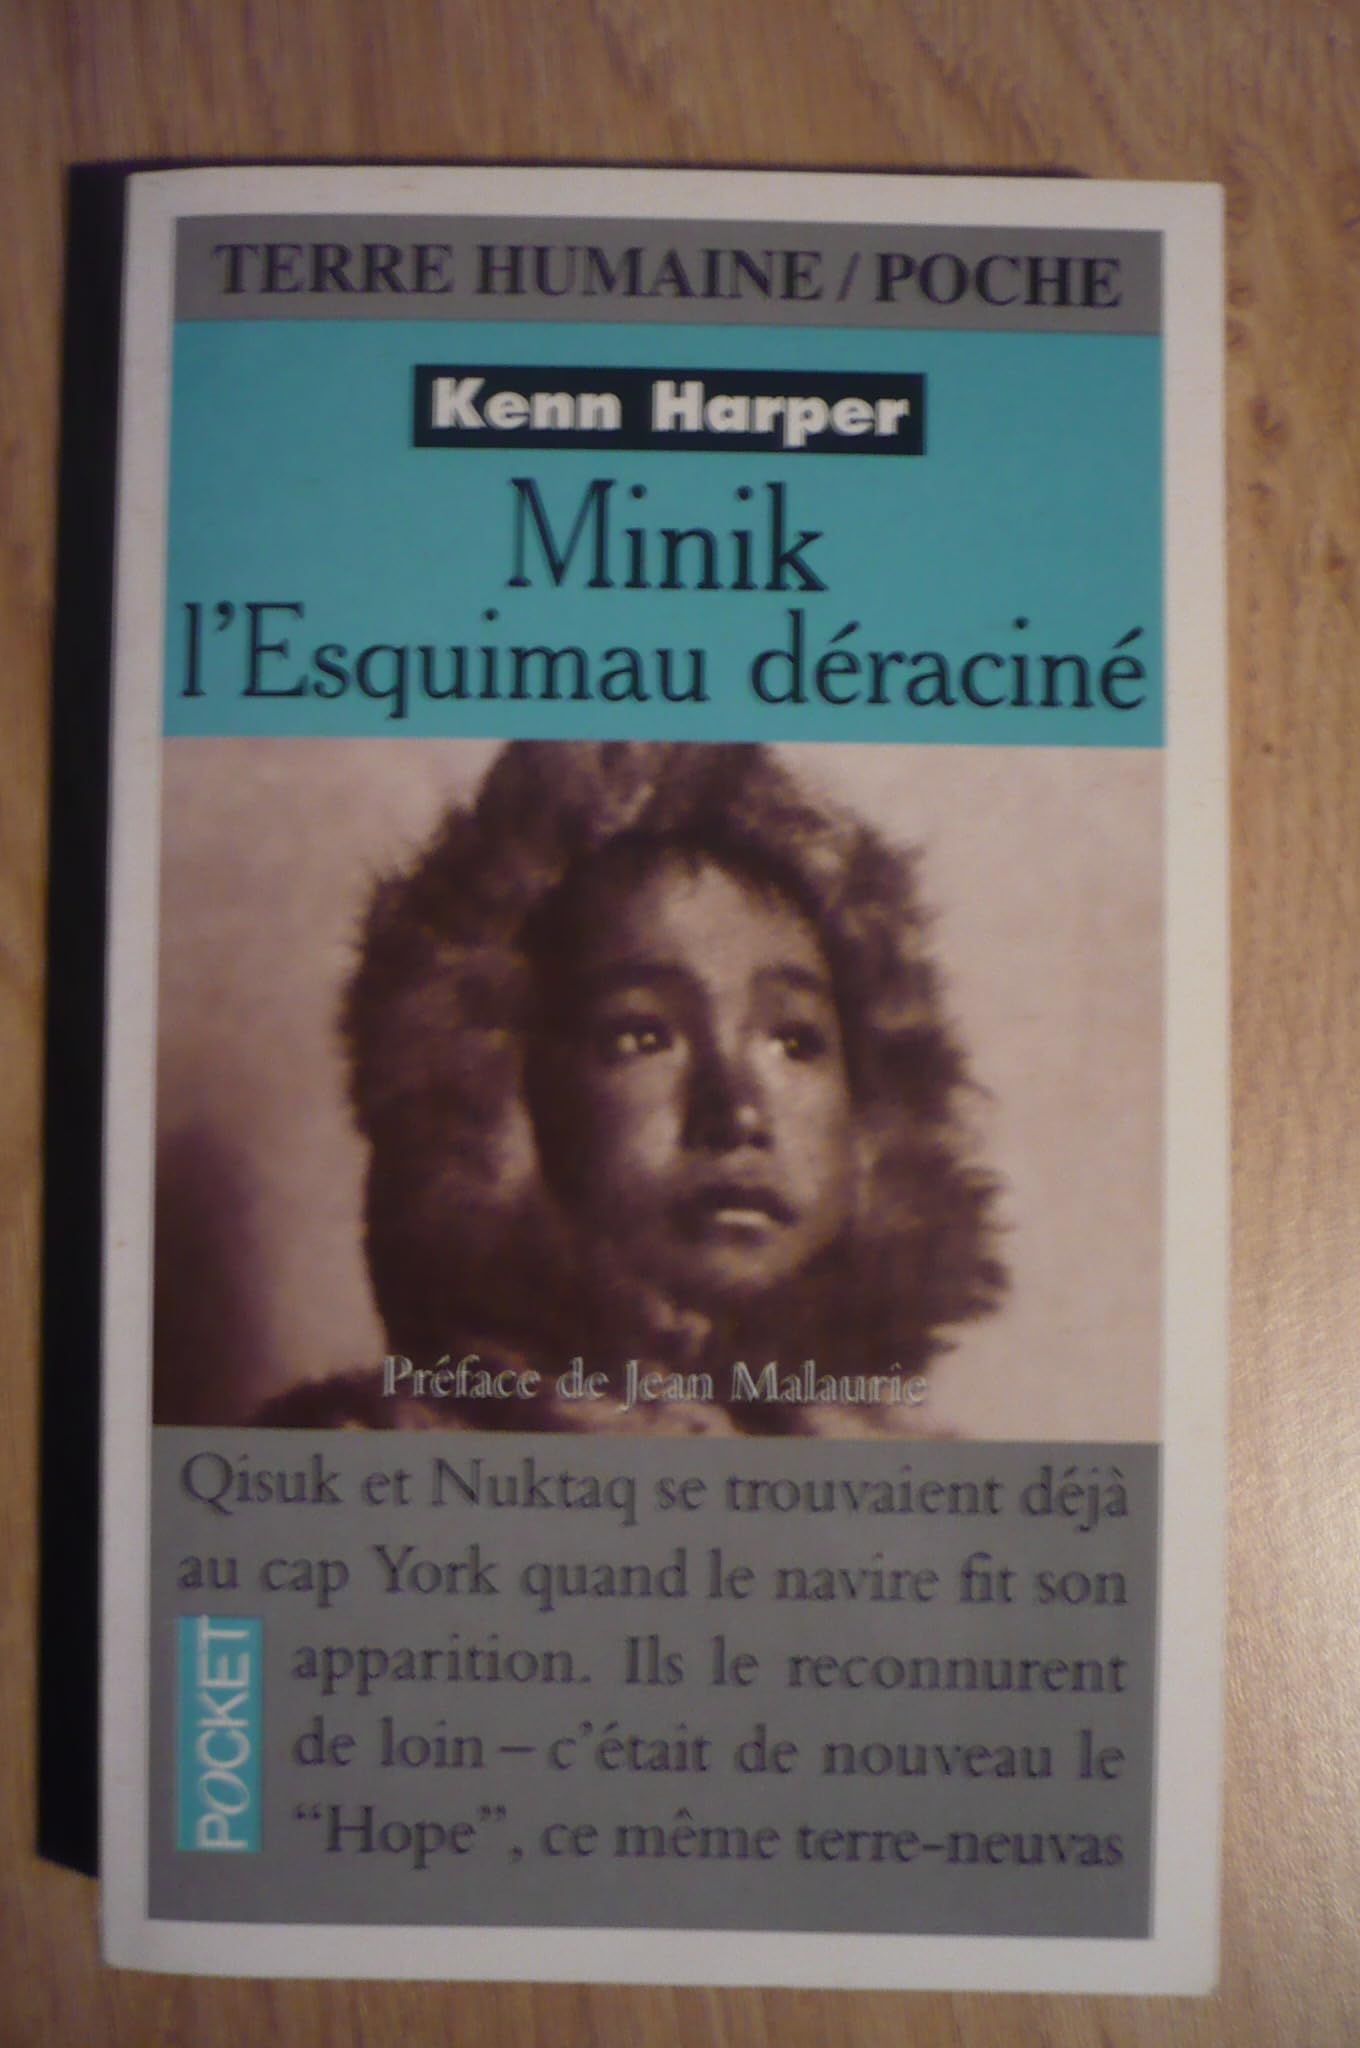 TERRE HUMAINE / POCHE
Kenn Harper
Minik
l'Esquimau déraciné
Préface de Jean Malaurie
Qisuk et Nuktaq se trouvaient déjà
au cap York quand le navire fit son
apparition. Ils le reconnurent
de loin – c'était de nouveau le
“Hope”, ce même terre-neuvas
POCKET